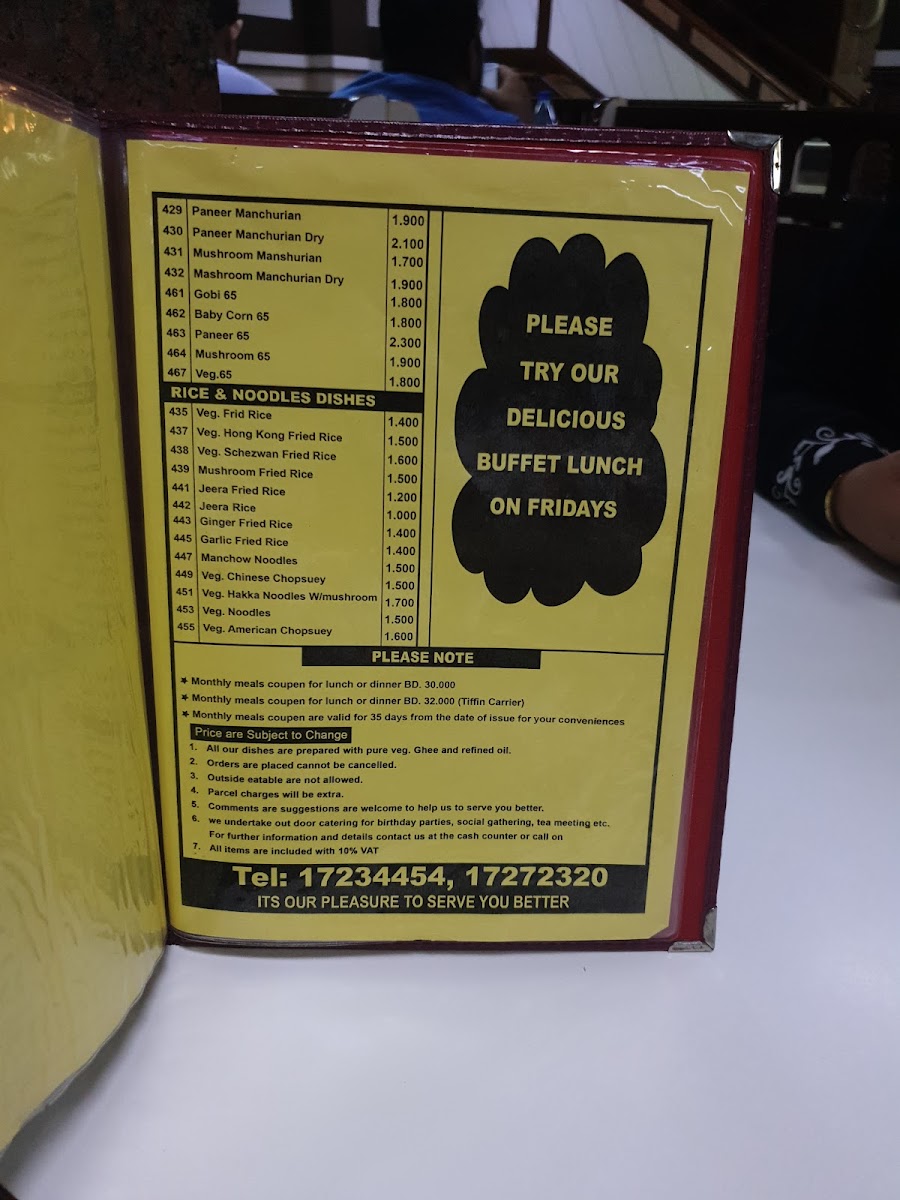 429 Paneer Manchurian 1.900
430 Paneer Manchurian Dry 2.100
431 Mushroom Manshurian 1.700
432 Mashroom Manchurian Dry 1.900
461 Gobi 65 1.800
462 Baby Corn 65 1.800
463 Paneer 65 2.300
464 Mushroom 65 1.900
467 Veg.65 1.800
RICE & NOODLES DISHES
435 Veg. Frid Rice 1.400
437 Veg. Hong Kong Fried Rice 1.500
438 Veg. Schezwan Fried Rice 1.600
439 Mushroom Fried Rice 1.500
441 Jeera Fried Rice 1.200
442 Jeera Rice 1.000
443 Ginger Fried Rice 1.400
445 Garlic Fried Rice 1.400
447 Manchow Noodles 1.500
449 Veg. Chinese Chopsuey 1.500
451 Veg. Hakka Noodles W/mushroom 1.700
453 Veg. Noodles 1.500
455 Veg. American Chopsuey 1.600
PLEASE
TRY OUR
DELICIOUS
BUFFET LUNCH
ON FRIDAYS
PLEASE NOTE
★ Monthly meals coupen for lunch or dinner BD. 30.000
★ Monthly meals coupen for lunch or dinner BD. 32.000 (Tiffin Carrier)
★ Monthly meals coupen are valid for 35 days from the date of issue for your conveniences
Price are Subject to Change
1. All our dishes are prepared with pure veg. Ghee and refined oil.
2. Orders are placed cannot be cancelled.
3. Outside eatable are not allowed.
4. Parcel charges will be extra.
5. Comments are suggestions are welcome to help us to serve you better.
6. we undertake out door catering for birthday parties, social gathering, tea meeting etc.
For further information and details contact us at the cash counter or call on
7. All items are included with 10% VAT
Tel: 17234454, 17272320
ITS OUR PLEASURE TO SERVE YOU BETTER